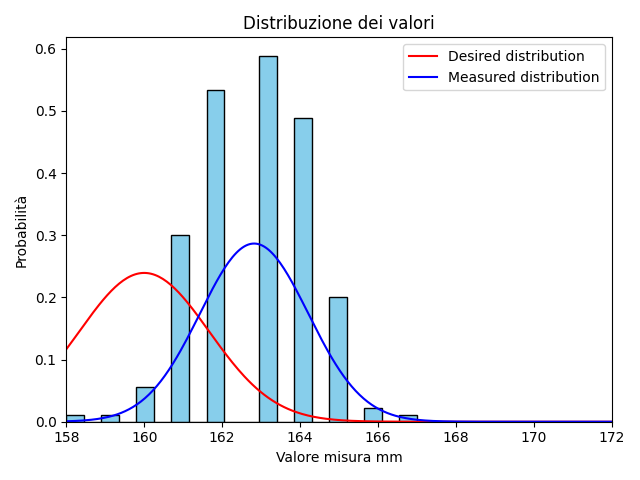 Distribuzione dei valori
Desired distribution
Measured distribution
Probabilità
0.6
0.5
0.4
0.3
0.2
0.1
0.0
158 160 162 164 166 168 170 172
Valore misura mm